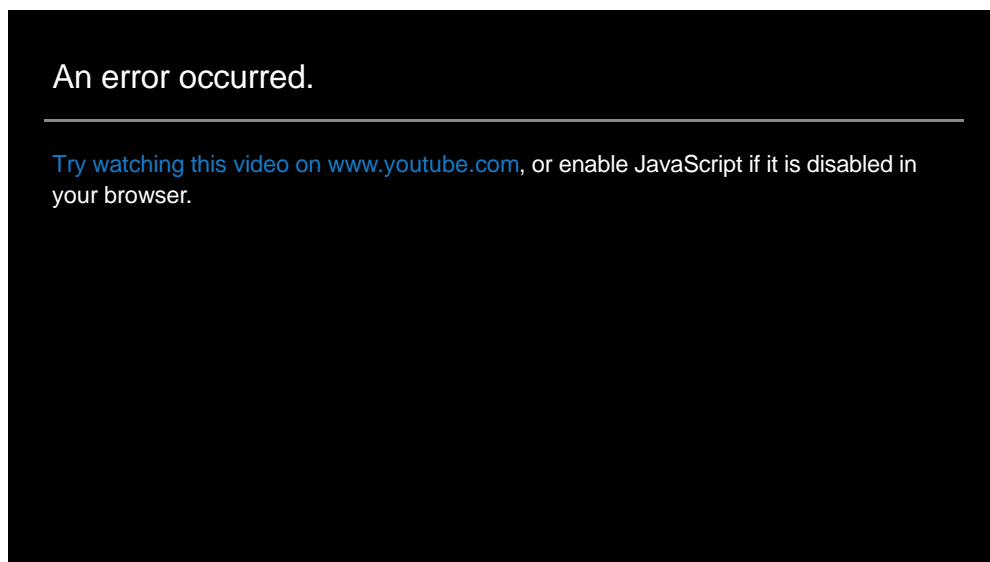 An error occurred.
Try watching this video on www.youtube.com, or enable JavaScript if it is disabled in
your browser.